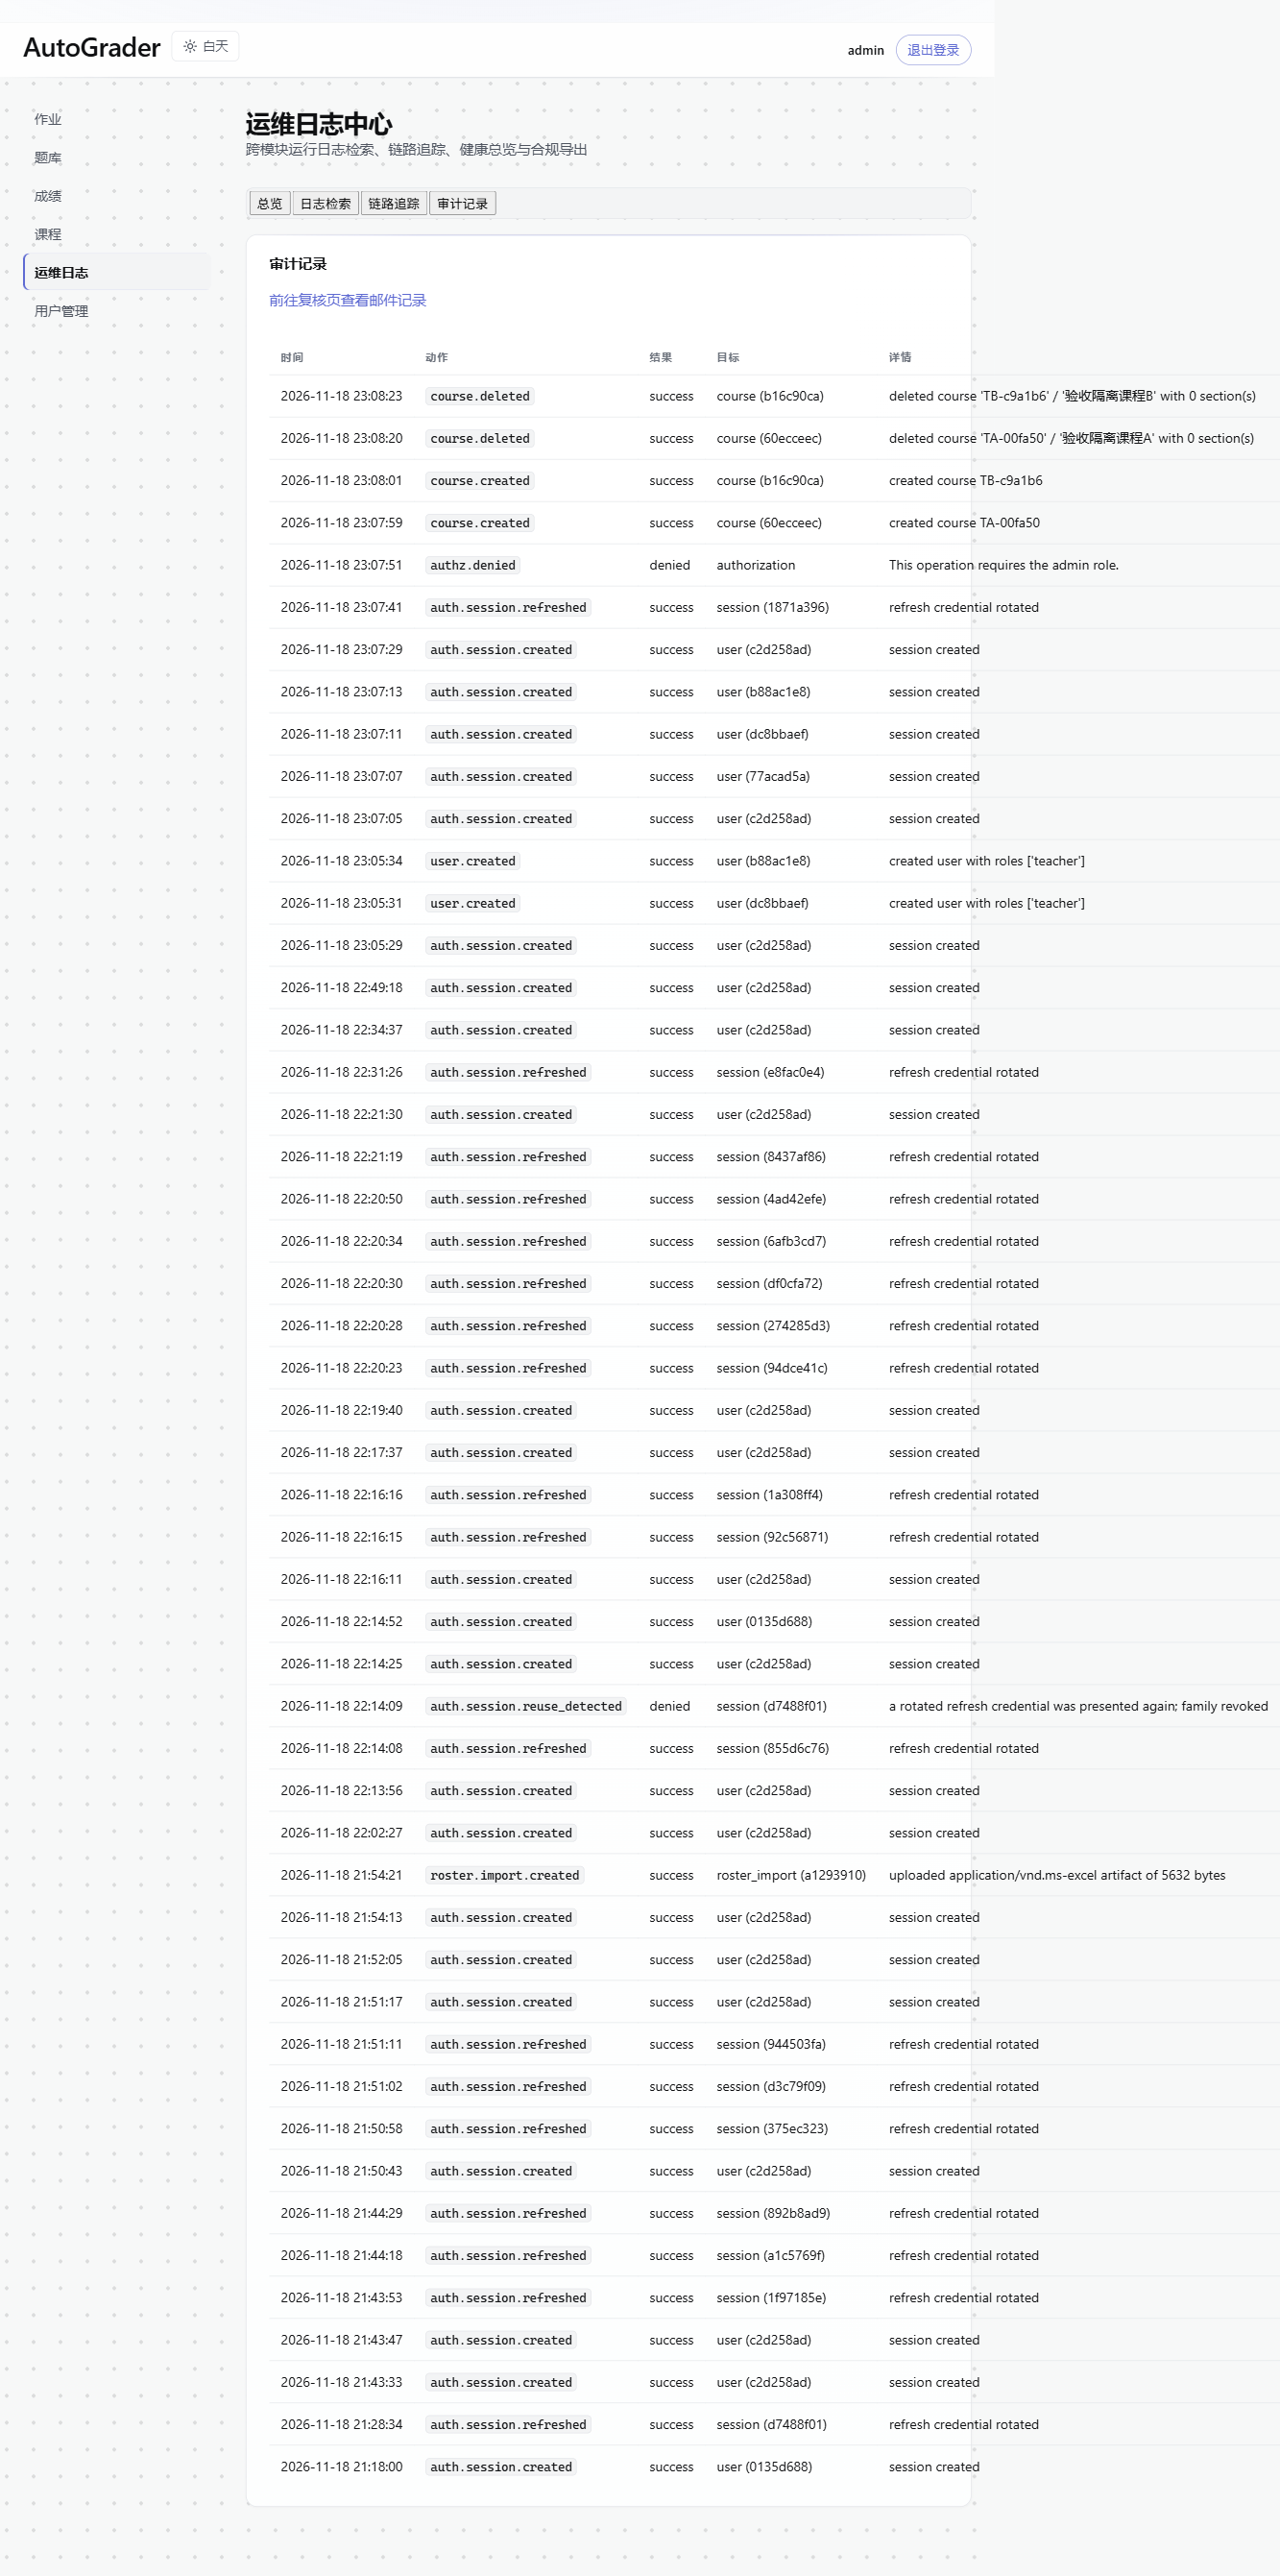 AutoGrader 白天 admin 退出登录
作业
题库
成绩
课程
运维日志
用户管理
运维日志中心
跨模块运行日志检索、链路追踪、健康总览与合规导出
总览 日志检索 链路追踪 审计记录
审计记录
前往复核页查看邮件记录
时间 动作 结果 目标 详情
2026-11-18 23:08:23 course.deleted success course (b16c90ca) deleted course 'TB-c9a1b6' / '验收隔离课程B' with 0 section(s)
2026-11-18 23:08:20 course.deleted success course (60ecceec) deleted course 'TA-00fa50' / '验收隔离课程A' with 0 section(s)
2026-11-18 23:08:01 course.created success course (b16c90ca) created course TB-c9a1b6
2026-11-18 23:07:59 course.created success course (60ecceec) created course TA-00fa50
2026-11-18 23:07:51 authz.denied denied authorization This operation requires the admin role.
2026-11-18 23:07:41 auth.session.refreshed success session (1871a396) refresh credential rotated
2026-11-18 23:07:29 auth.session.created success user (c2d258ad) session created
2026-11-18 23:07:13 auth.session.created success user (b88ac1e8) session created
2026-11-18 23:07:11 auth.session.created success user (dc8bbaef) session created
2026-11-18 23:07:07 auth.session.created success user (77acad5a) session created
2026-11-18 23:07:05 auth.session.created success user (c2d258ad) session created
2026-11-18 23:05:34 user.created success user (b88ac1e8) created user with roles ['teacher']
2026-11-18 23:05:31 user.created success user (dc8bbaef) created user with roles ['teacher']
2026-11-18 23:05:29 auth.session.created success user (c2d258ad) session created
2026-11-18 22:49:18 auth.session.created success user (c2d258ad) session created
2026-11-18 22:34:37 auth.session.created success user (c2d258ad) session created
2026-11-18 22:31:26 auth.session.refreshed success session (e8fac0e4) refresh credential rotated
2026-11-18 22:21:30 auth.session.created success user (c2d258ad) session created
2026-11-18 22:21:19 auth.session.refreshed success session (8437af86) refresh credential rotated
2026-11-18 22:20:50 auth.session.refreshed success session (4ad42efe) refresh credential rotated
2026-11-18 22:20:34 auth.session.refreshed success session (6afb3cd7) refresh credential rotated
2026-11-18 22:20:30 auth.session.refreshed success session (df0cfa72) refresh credential rotated
2026-11-18 22:20:28 auth.session.refreshed success session (274285d3) refresh credential rotated
2026-11-18 22:20:23 auth.session.refreshed success session (94dce41c) refresh credential rotated
2026-11-18 22:19:40 auth.session.created success user (c2d258ad) session created
2026-11-18 22:17:37 auth.session.created success user (c2d258ad) session created
2026-11-18 22:16:16 auth.session.refreshed success session (1a308ff4) refresh credential rotated
2026-11-18 22:16:15 auth.session.refreshed success session (92c56871) refresh credential rotated
2026-11-18 22:16:11 auth.session.created success user (c2d258ad) session created
2026-11-18 22:14:52 auth.session.created success user (0135d688) session created
2026-11-18 22:14:25 auth.session.created success user (c2d258ad) session created
2026-11-18 22:14:09 auth.session.reuse_detected denied session (d7488f01) a rotated refresh credential was presented again; family revoked
2026-11-18 22:14:08 auth.session.refreshed success session (855d6c76) refresh credential rotated
2026-11-18 22:13:56 auth.session.created success user (c2d258ad) session created
2026-11-18 22:02:27 auth.session.created success user (c2d258ad) session created
2026-11-18 21:54:21 roster.import.created success roster_import (a1293910) uploaded application/vnd.ms-excel artifact of 5632 bytes
2026-11-18 21:54:13 auth.session.created success user (c2d258ad) session created
2026-11-18 21:52:05 auth.session.created success user (c2d258ad) session created
2026-11-18 21:51:17 auth.session.created success user (c2d258ad) session created
2026-11-18 21:51:11 auth.session.refreshed success session (944503fa) refresh credential rotated
2026-11-18 21:51:02 auth.session.refreshed success session (d3c79f09) refresh credential rotated
2026-11-18 21:50:58 auth.session.refreshed success session (375ec323) refresh credential rotated
2026-11-18 21:50:43 auth.session.created success user (c2d258ad) session created
2026-11-18 21:44:29 auth.session.refreshed success session (892b8ad9) refresh credential rotated
2026-11-18 21:44:18 auth.session.refreshed success session (a1c5769f) refresh credential rotated
2026-11-18 21:43:53 auth.session.refreshed success session (1f97185e) refresh credential rotated
2026-11-18 21:43:47 auth.session.created success user (c2d258ad) session created
2026-11-18 21:43:33 auth.session.created success user (c2d258ad) session created
2026-11-18 21:28:34 auth.session.refreshed success session (d7488f01) refresh credential rotated
2026-11-18 21:18:00 auth.session.created success user (0135d688) session created